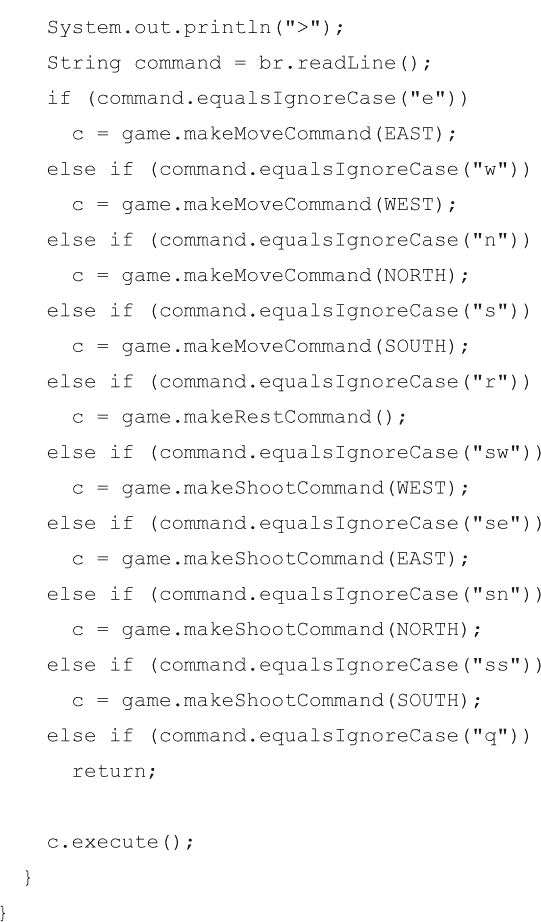 System.out.println(">");
String command = br.readLine();
if (command.equalsIgnoreCase("e"))
c = game.makeMoveCommand(EAST);
else if (command.equalsIgnoreCase("w"))
c = game.makeMoveCommand(WEST);
else if (command.equalsIgnoreCase("n"))
c = game.makeMoveCommand(NORTH);
else if (command.equalsIgnoreCase("s"))
c = game.makeMoveCommand(SOUTH);
else if (command.equalsIgnoreCase("r"))
c = game.makeRestCommand();
else if (command.equalsIgnoreCase("sw"))
c = game.makeShootCommand(WEST);
else if (command.equalsIgnoreCase("se"))
c = game.makeShootCommand(EAST);
else if (command.equalsIgnoreCase("sn"))
c = game.makeShootCommand(NORTH);
else if (command.equalsIgnoreCase("ss"))
c = game.makeShootCommand(SOUTH);
else if (command.equalsIgnoreCase("q"))
return;
c.execute();
}
}